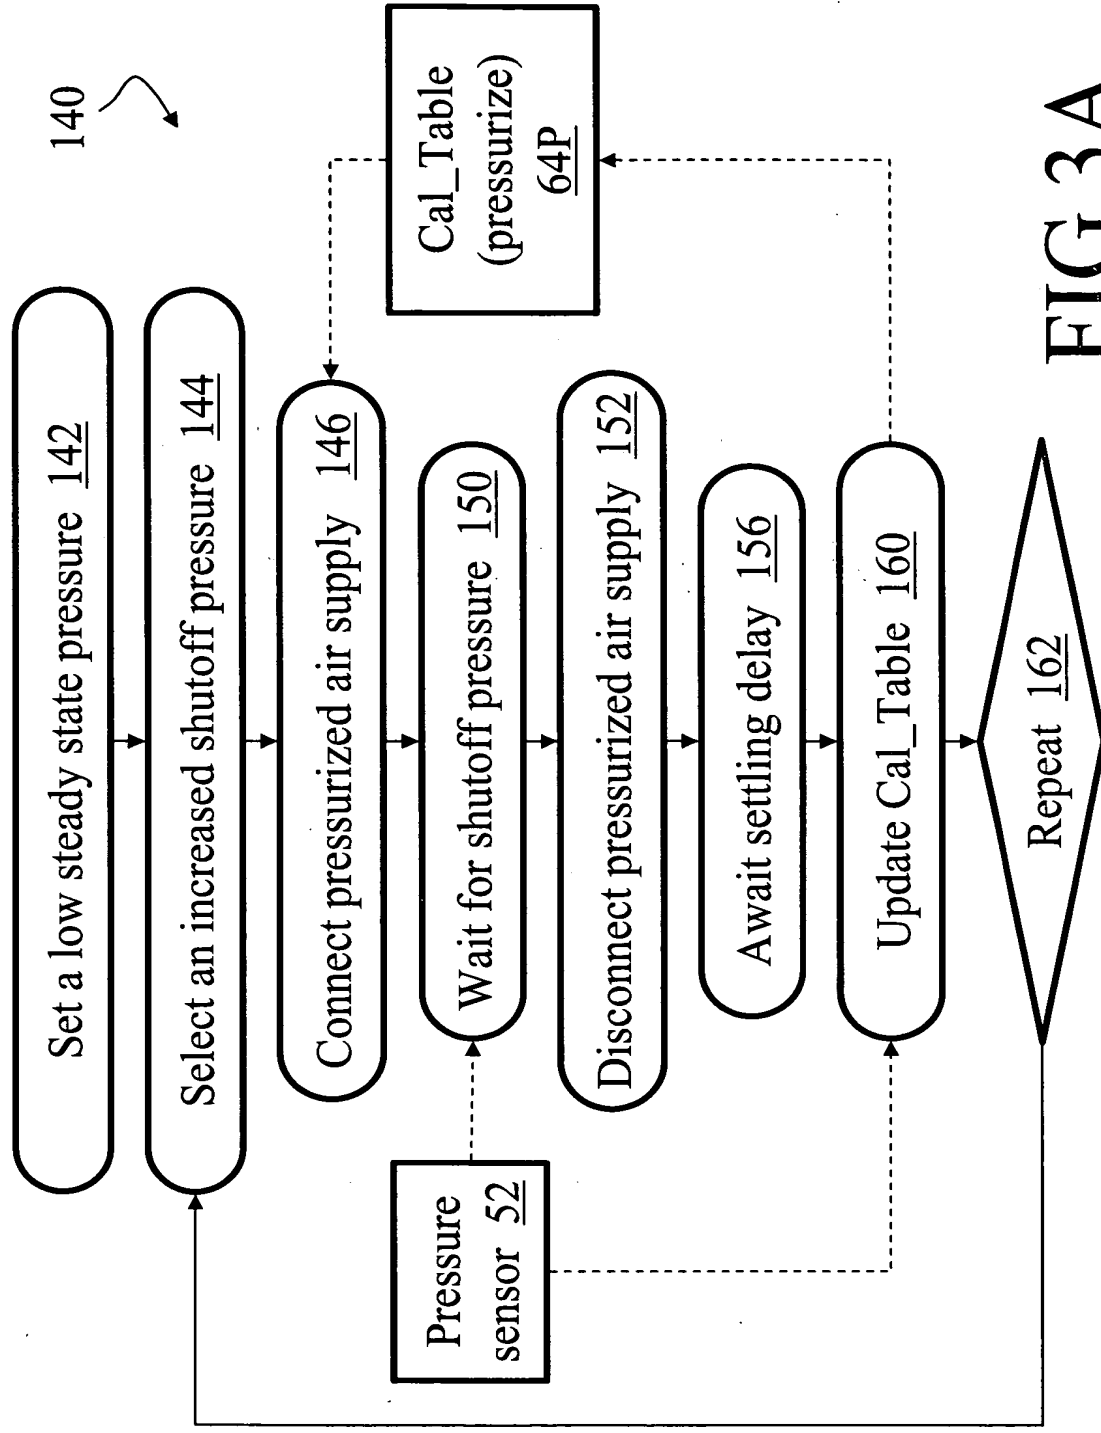 140
Set a low steady state pressure 142
Select an increased shutoff pressure 144
Connect pressurized air supply 146
Cal_Table
(pressurize)
64P
Wait for shutoff pressure 150
Pressure
sensor 52
Disconnect pressurized air supply 152
Await settling delay 156
Update Cal_Table 160
Repeat 162
FIG 3A